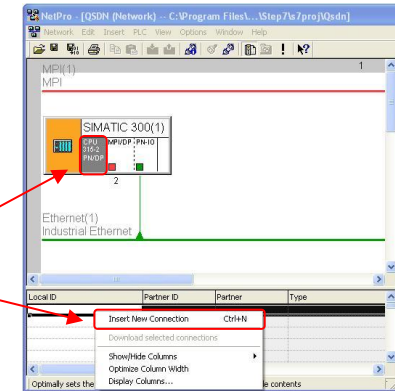 NetPro - [QSDN (Network) -- C:\Program Files\...\Step7\s7proj\Qsdn]
Network Edit Insert PLC View Options Window Help
MPI(1)
MPI
1
SIMATIC 300(1)
CPU
315-2
PN/DP
MPI/DP
PN-IO
2
Ethernet(1)
Industrial Ethernet
Local ID
Partner ID
Partner
Type
Insert New Connection Ctrl+N
Download selected connections
Show/Hide Columns
Optimize Column Width
Display Columns...
Optimally sets the
e contents